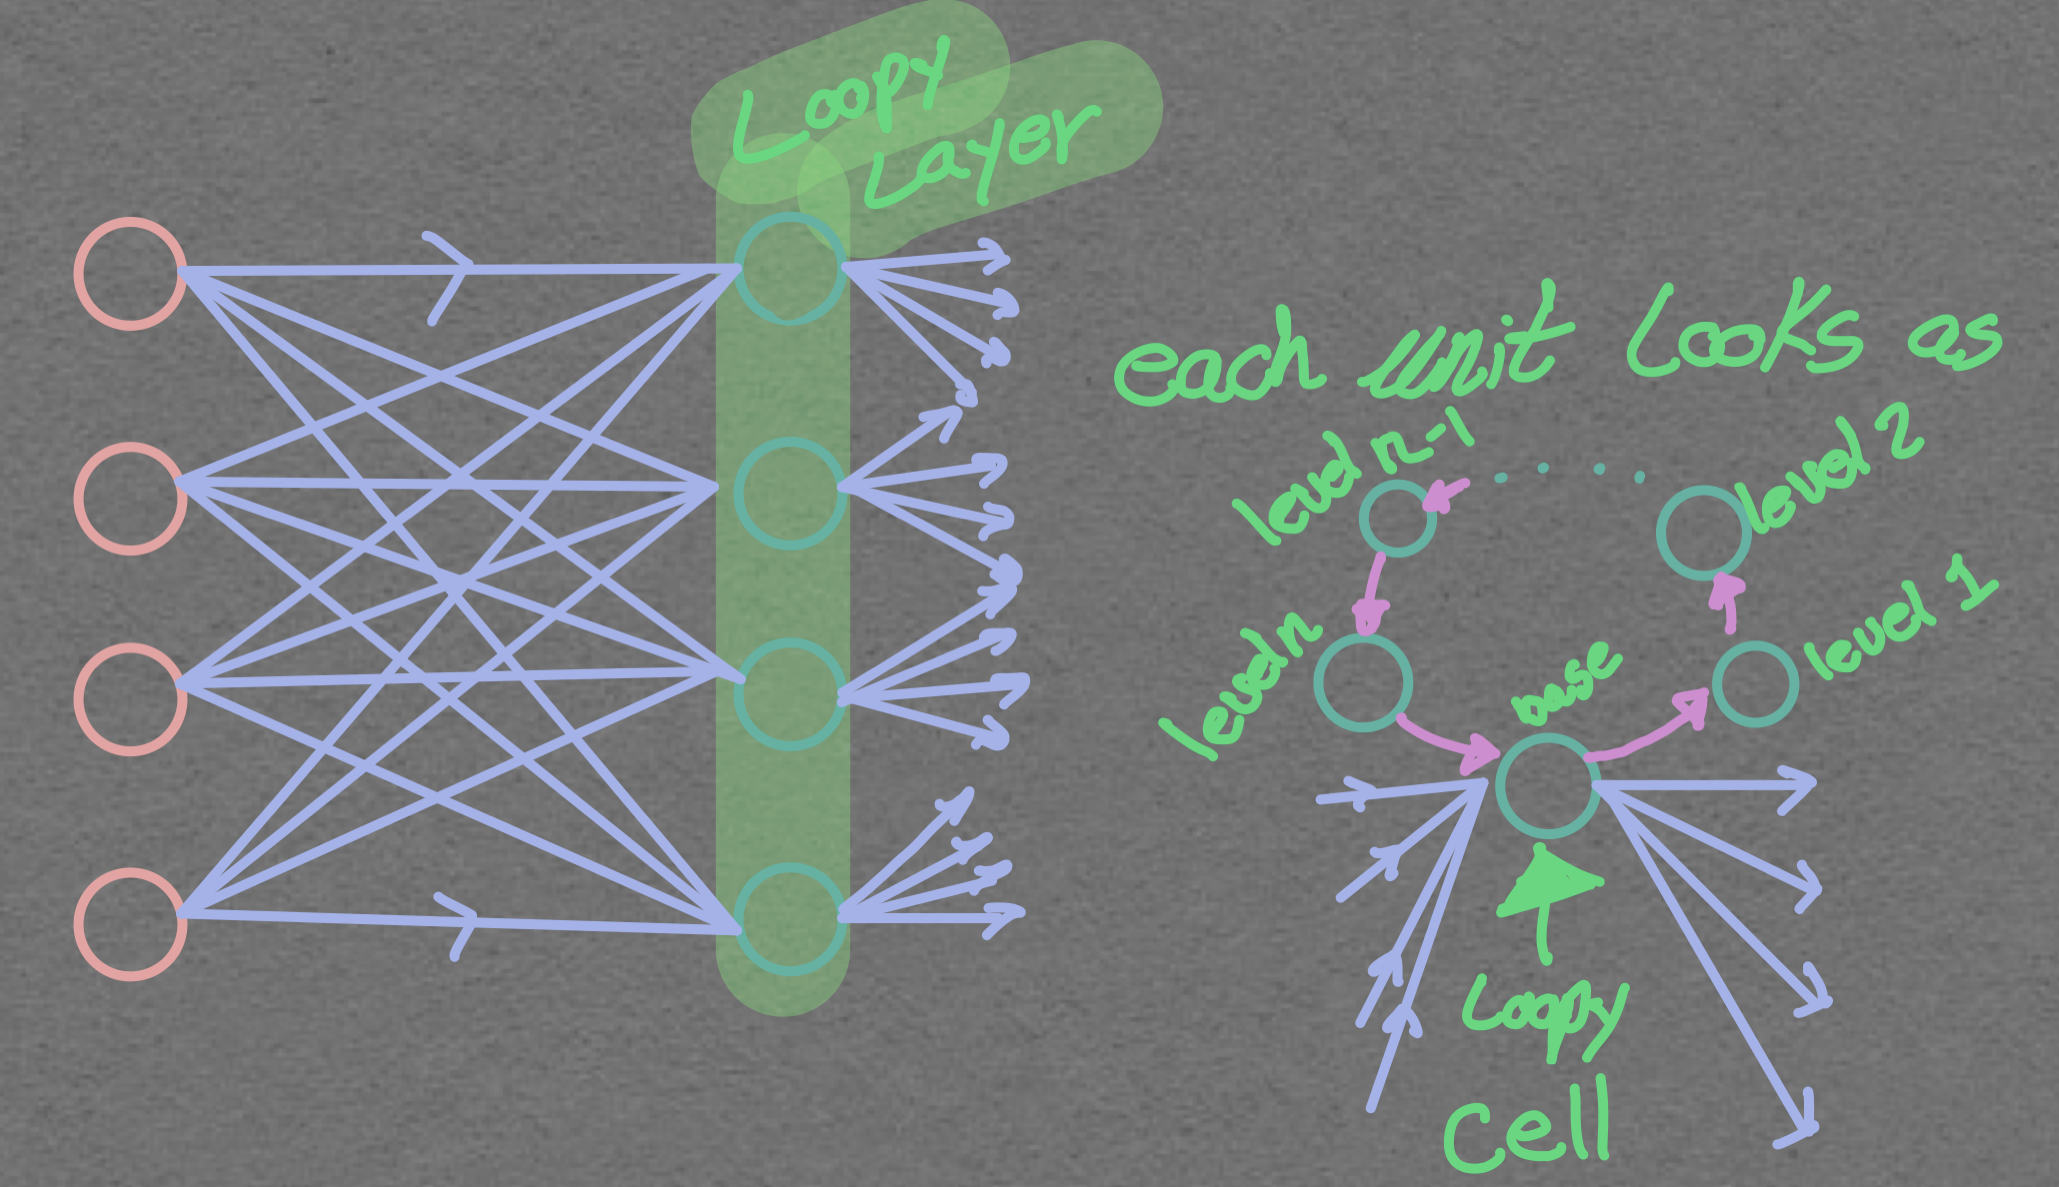 Loopy
Layer
each unit looks as
level n-1
level 2
level n
base
level 1
Loopy
Cell